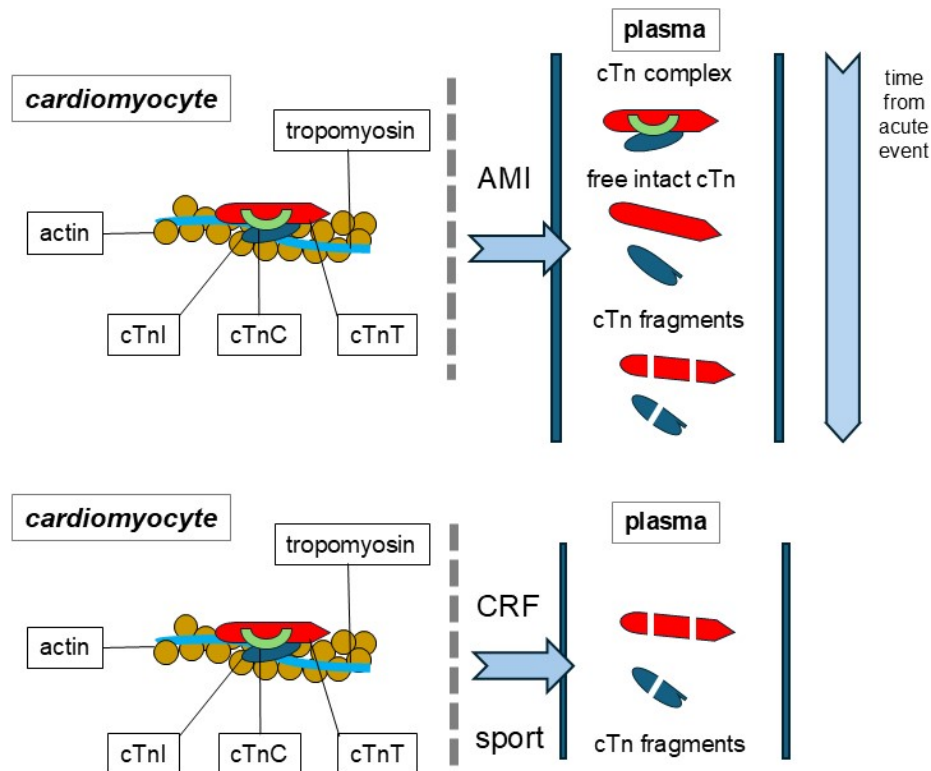 plasma
cTn complex
time
from
acute
event
cardiomyocyte
tropomyosin
AMI
free intact cTn
actin
cTn fragments
cTnI
cTnC
cTnT
cardiomyocyte
plasma
tropomyosin
CRF
actin
sport
cTnI
cTnC
cTnT
cTn fragments